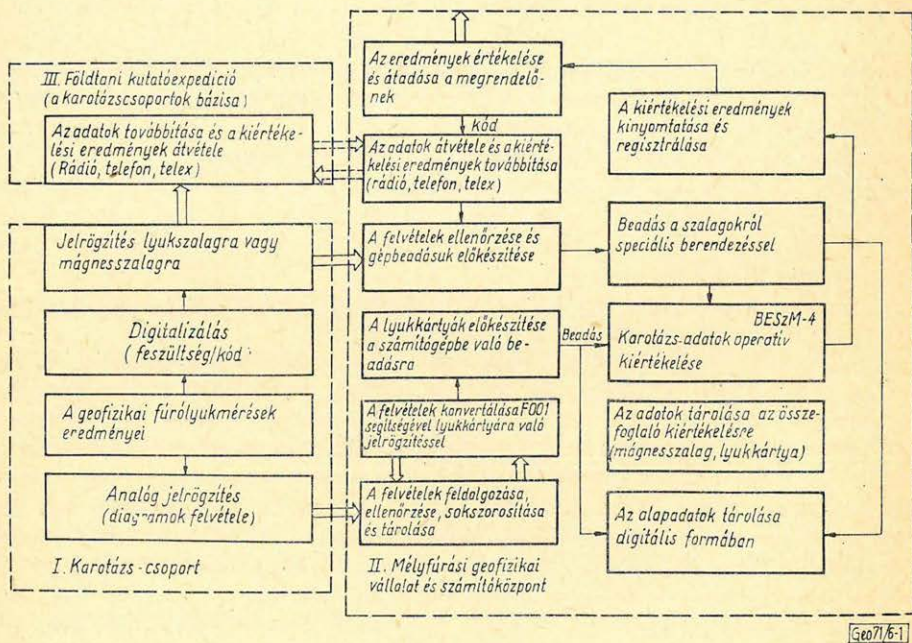 III. Földtani kutatóexpedíció
(a karotázscsoportok bázisa)
Az adatok továbbítása és a kiértéke-
lési eredmények átvétele
(Rádió, telefon, telex)
Jelrögzítés lyukszalagra vagy
mágnesszalagra
Digitalizálás
(feszültség/kód)
A geofizikai fúrólyukmérések
eredményei
Analóg jelrögzítés
(diagramok felvétele)
I. Karotázs-csoport
Az eredmények értékelése
és átadása a megrendelő-
nek
kód
Az adatok átvétele és a kiérté-
kelési eredmények továbbítása
(rádió, telefon, telex)
A felvételek ellenőrzése és
gépbeadásuk előkészítése
A lyukkártyák előkészítése
a számítógépbe való be-
adásra
Beadás
A felvételek konvertálása F001
segítségével lyukkártyára való
jelrögzítéssel
A felvételek feldolgozása,
ellenőrzése, sokszorosítása
és tárolása
II. Mélyfúrási geofizikai
vállalat és számítóközpont
A kiértékelési eredmények
kinyomtatása és
regisztrálása
Beadás a szalagokról
speciális berendezéssel
BESzM-4
Karotázs-adatok operatív
kiértékelése
Az adotok tárolása az össze-
foglaló kiértékelésre
(mágnesszalag, lyukkártya)
Az alapadatok tárolása
digitális formában
Geo71/6-1